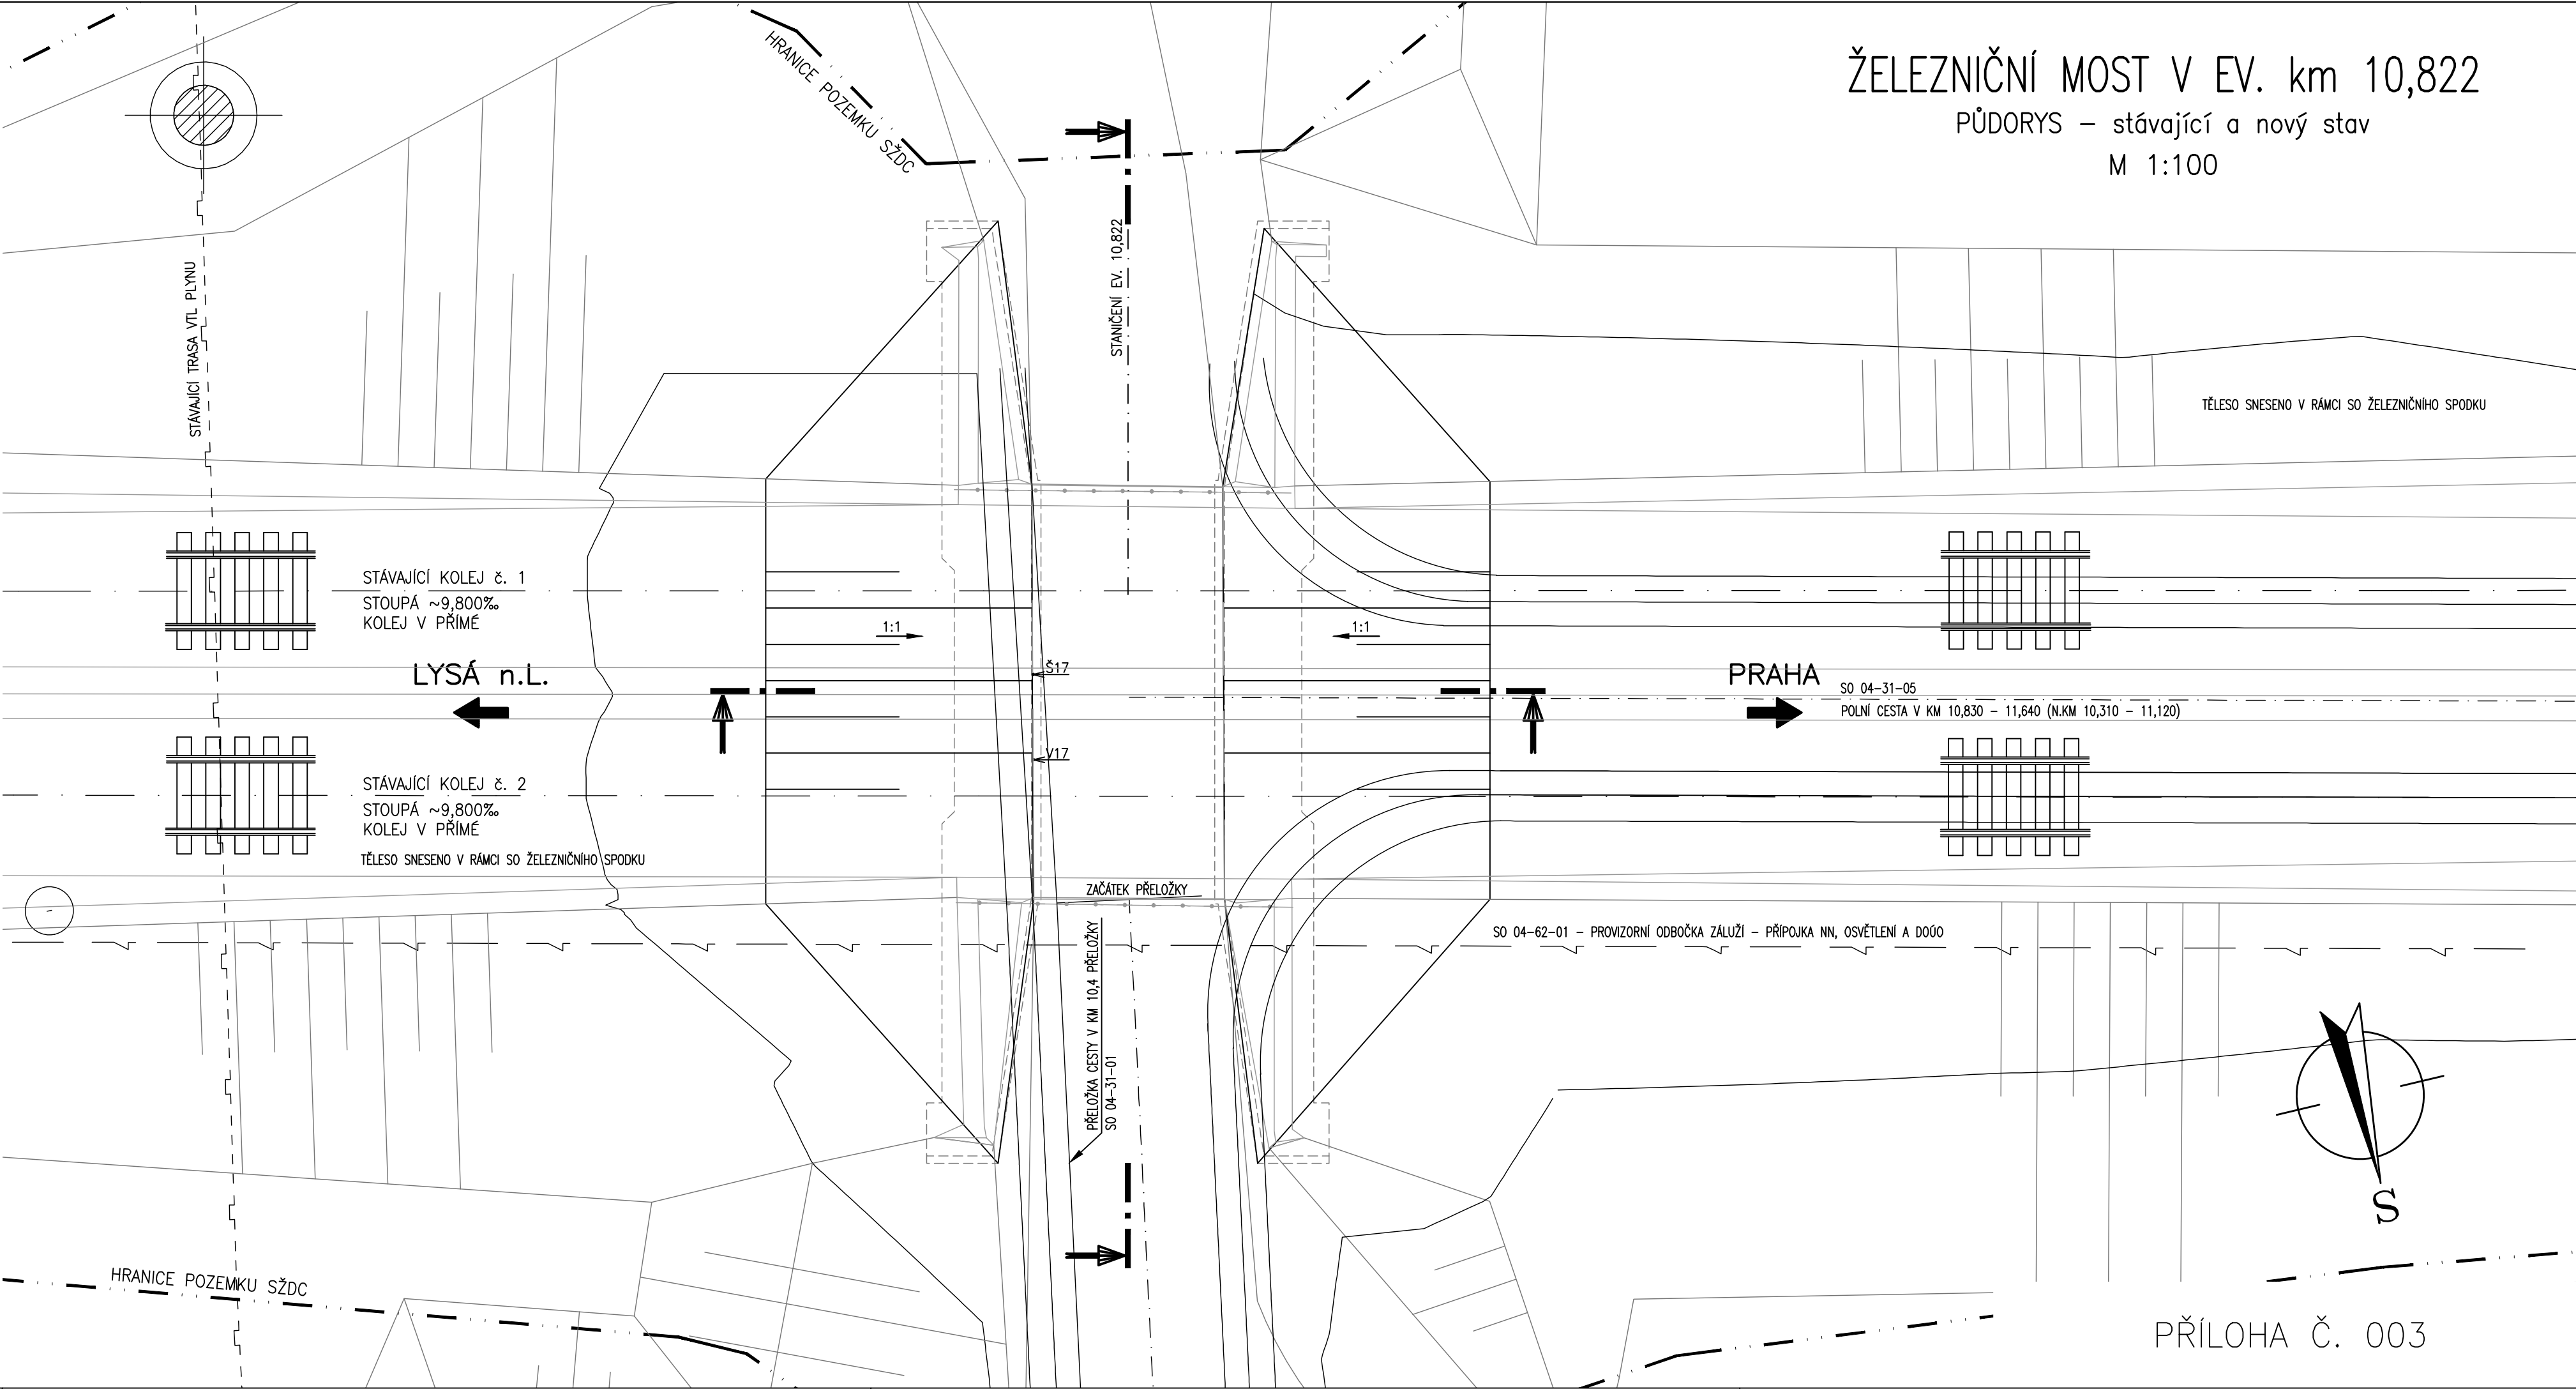 ŽELEZNIČNÍ MOST V EV. km 10,822
PŮDORYS – stávající a nový stav
M 1:100
HRANICE POZEMKU SŽDC
STANIČENÍ EV. 10,822
STÁVAJÍCÍ TRASA VTL PLYNU
TĚLESO SNESENO V RÁMCI SO ŽELEZNIČNÍHO SPODKU
STÁVAJÍCÍ KOLEJ č. 1
STOUPÁ ~9,800‰
KOLEJ V PŘÍMÉ
1:1
1:1
LYSÁ n.L.
Š17
PRAHA
SO 04-31-05
POLNÍ CESTA V KM 10,830 – 11,640 (N.KM 10,310 – 11,120)
V17
STÁVAJÍCÍ KOLEJ č. 2
STOUPÁ ~9,800‰
KOLEJ V PŘÍMÉ
TĚLESO SNESENO V RÁMCI SO ŽELEZNIČNÍHO SPODKU
ZAČÁTEK PŘELOŽKY
SO 04-62-01 – PROVIZORNÍ ODBOČKA ZÁLUŽÍ – PŘÍPOJKA NN, OSVĚTLENÍ A DOÚO
PŘELOŽKA CESTY V KM 10,4 PŘELOŽKY
SO 04-31-01
S
HRANICE POZEMKU SŽDC
PŘÍLOHA Č. 003